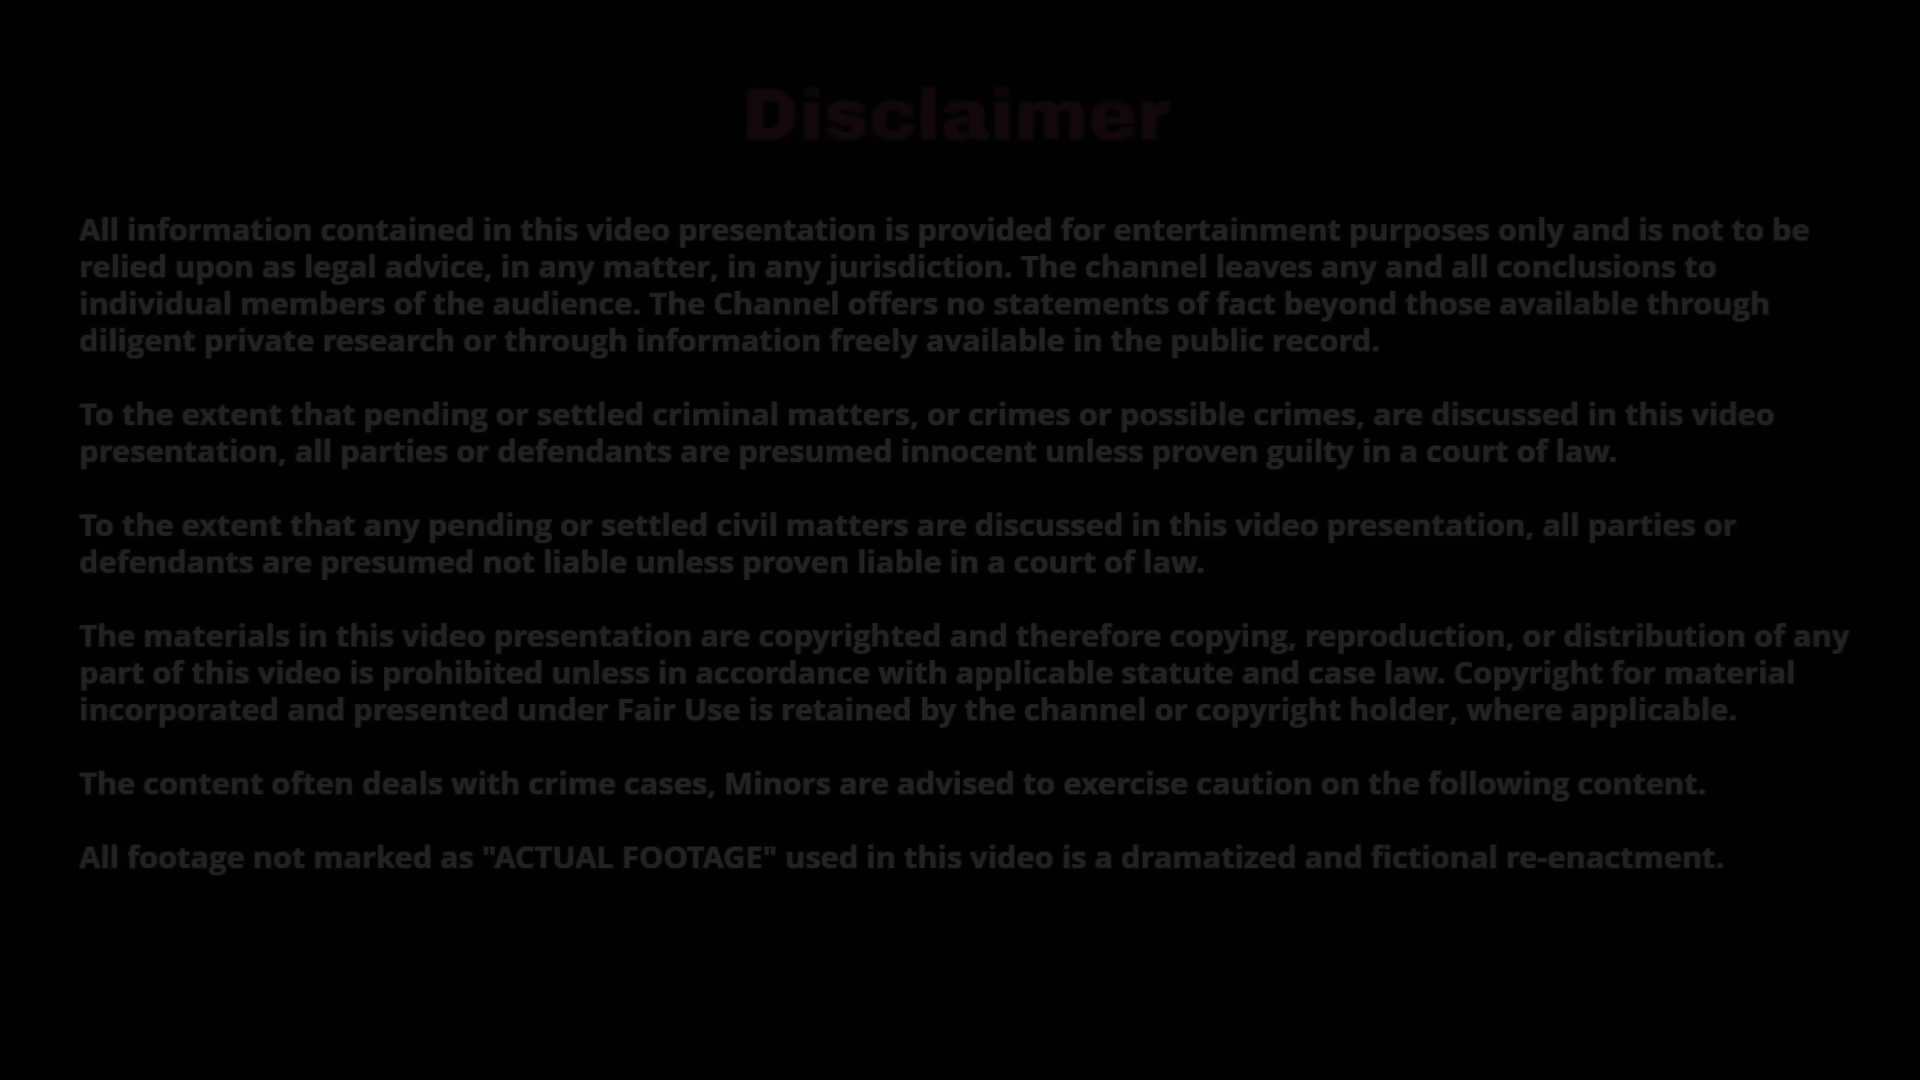 Disclaimer
All information contained in this video presentation is provided for entertainment purposes only and is not to be
relied upon as legal advice, in any matter, in any jurisdiction. The channel leaves any and all conclusions to
individual members of the audience. The Channel offers no statements of fact beyond those available through
diligent private research or through information freely available in the public record.
To the extent that pending or settled criminal matters, or crimes or possible crimes, are discussed in this video
presentation, all parties or defendants are presumed innocent unless proven guilty in a court of law.
To the extent that any pending or settled civil matters are discussed in this video presentation, all parties or
defendants are presumed not liable unless proven liable in a court of law.
The materials in this video presentation are copyrighted and therefore copying, reproduction, or distribution of any
part of this video is prohibited unless in accordance with applicable statute and case law. Copyright for material
incorporated and presented under Fair Use is retained by the channel or copyright holder, where applicable.
The content often deals with crime cases, Minors are advised to exercise caution on the following content.
All footage not marked as "ACTUAL FOOTAGE" used in this video is a dramatized and fictional re-enactment.